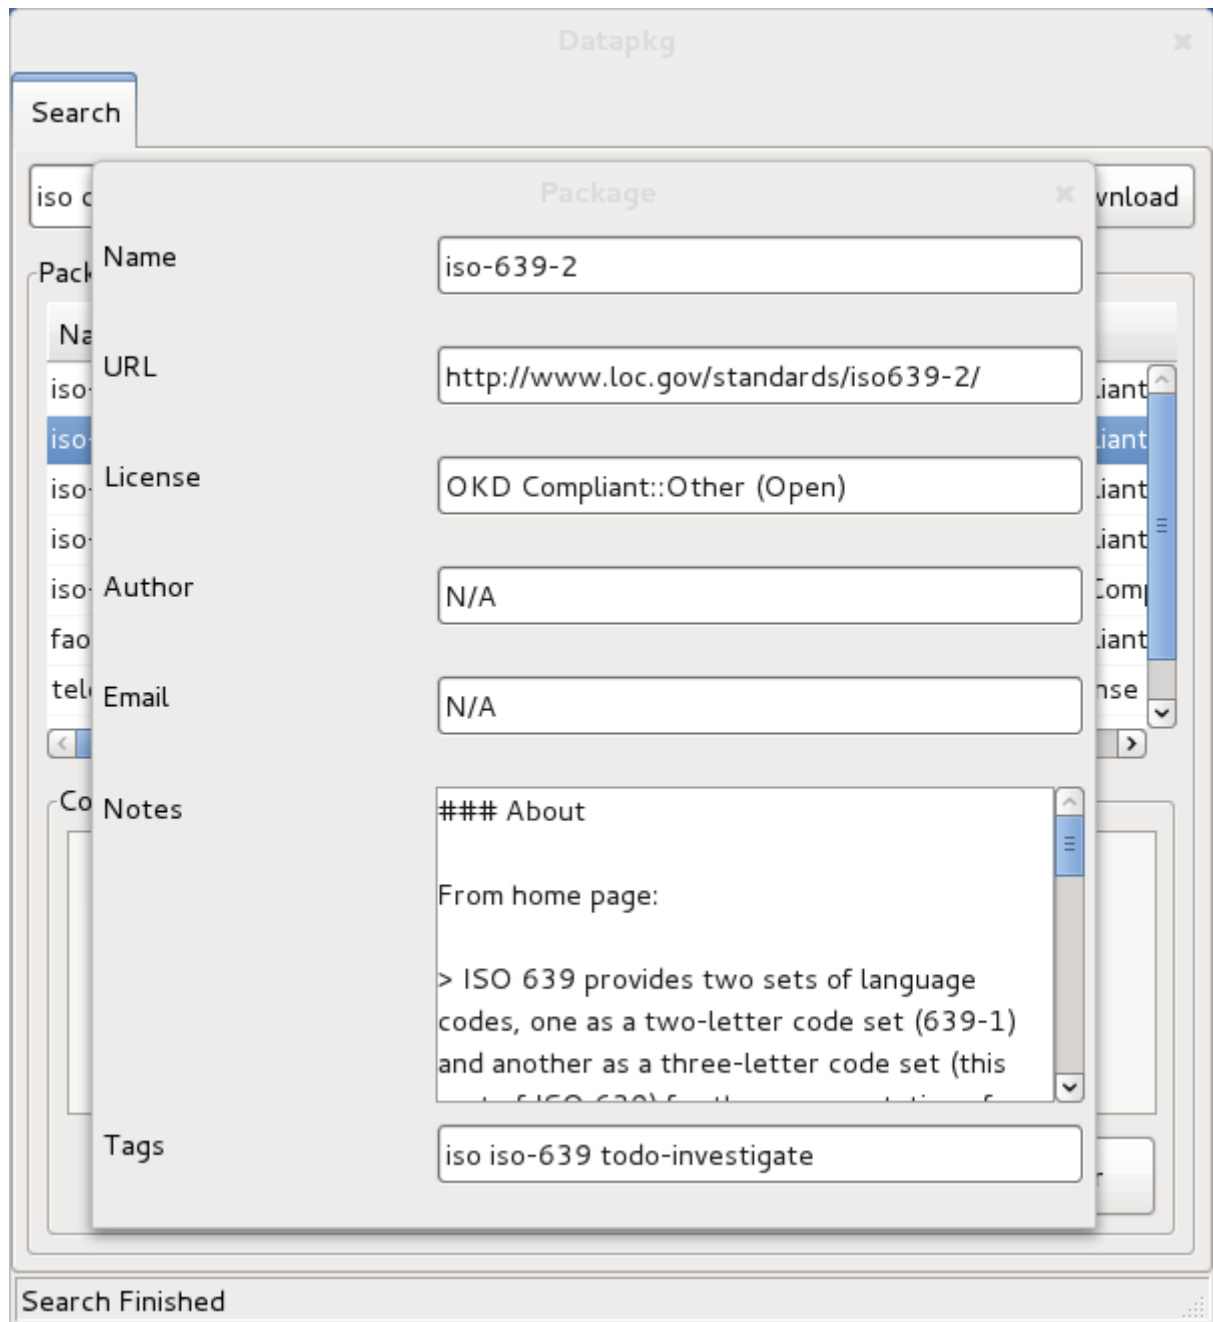 Datapkg
Search
iso
Package
Name
iso-639-2
URL
http://www.loc.gov/standards/iso639-2/
License
OKD Compliant::Other (Open)
Author
N/A
Email
N/A
Notes
### About
From home page:
> ISO 639 provides two sets of language
codes, one as a two-letter code set (639-1)
and another as a three-letter code set (this
Tags
iso iso-639 todo-investigate
Search Finished